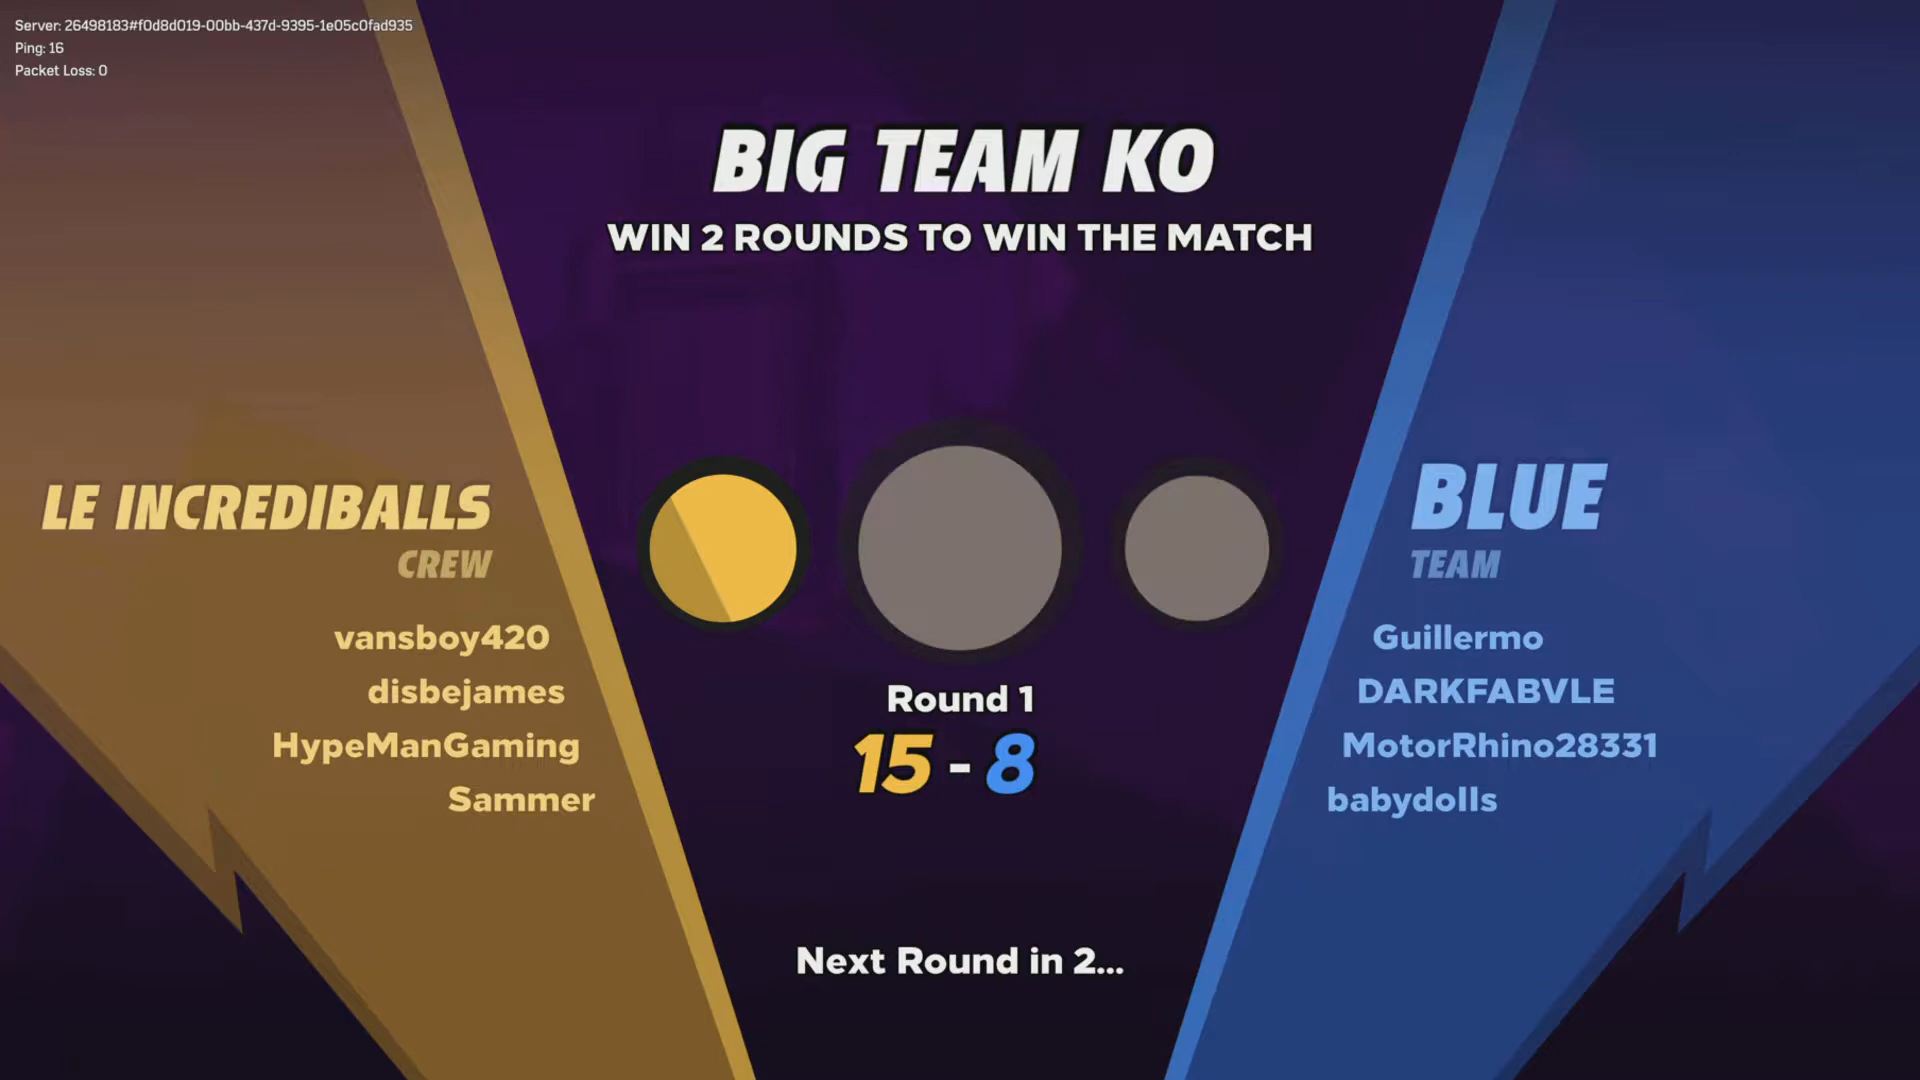 Server: 26498183#f0d8d019-00bb-437d-9395-1e05c0fad935
Ping: 16
Packet Loss: 0
BIG TEAM KO
WIN 2 ROUNDS TO WIN THE MATCH
LE INCREDIBALLS
CREW
vansboy420
disbejames
HypeManGaming
Sammer
Round 1
15 - 8
BLUE
TEAM
Guillermo
DARKFABVLE
MotorRhino28331
babydolls
Next Round in 2...